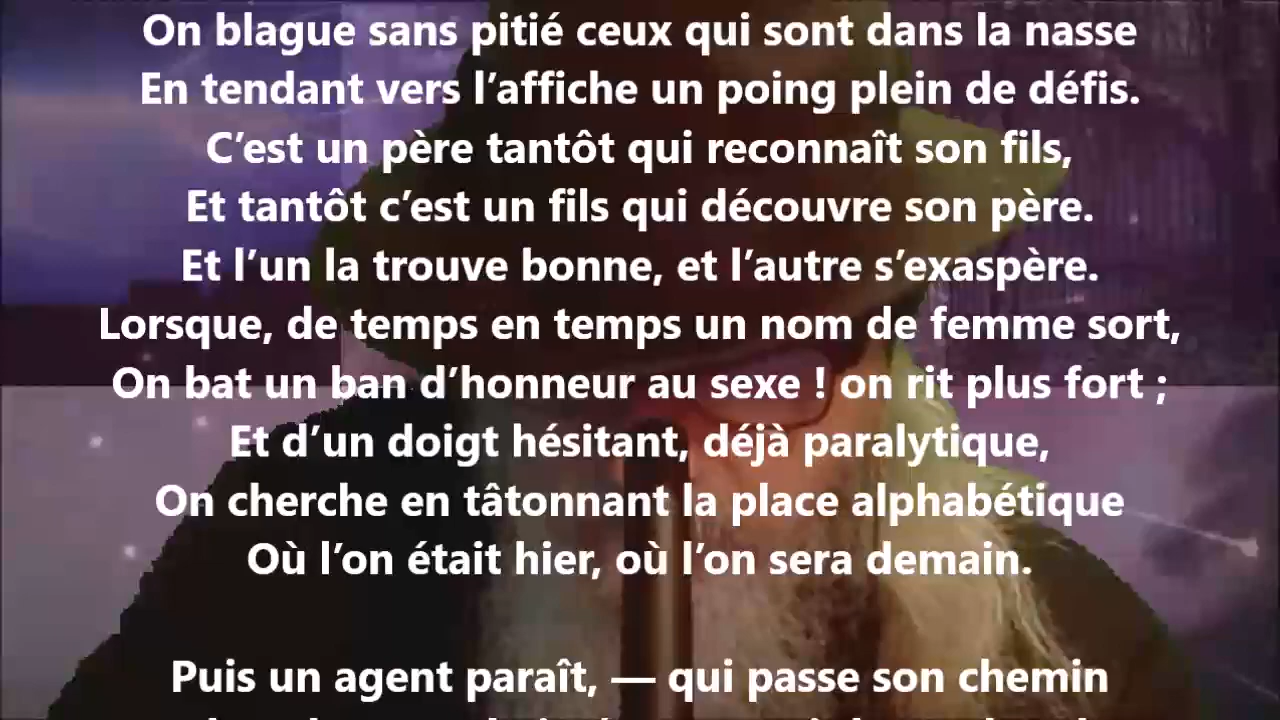 On blague sans pitié ceux qui sont dans la nasse
En tendant vers l’affiche un poing plein de défis.
C’est un père tantôt qui reconnaît son fils,
Et tantôt c’est un fils qui découvre son père.
Et l’un la trouve bonne, et l’autre s’exaspère.
Lorsque, de temps en temps un nom de femme sort,
On bat un ban d’honneur au sexe ! on rit plus fort ;
Et d’un doigt hésitant, déjà paralytique,
On cherche en tâtonnant la place alphabétique
Où l’on était hier, où l’on sera demain.
Puis un agent paraît, — qui passe son chemin